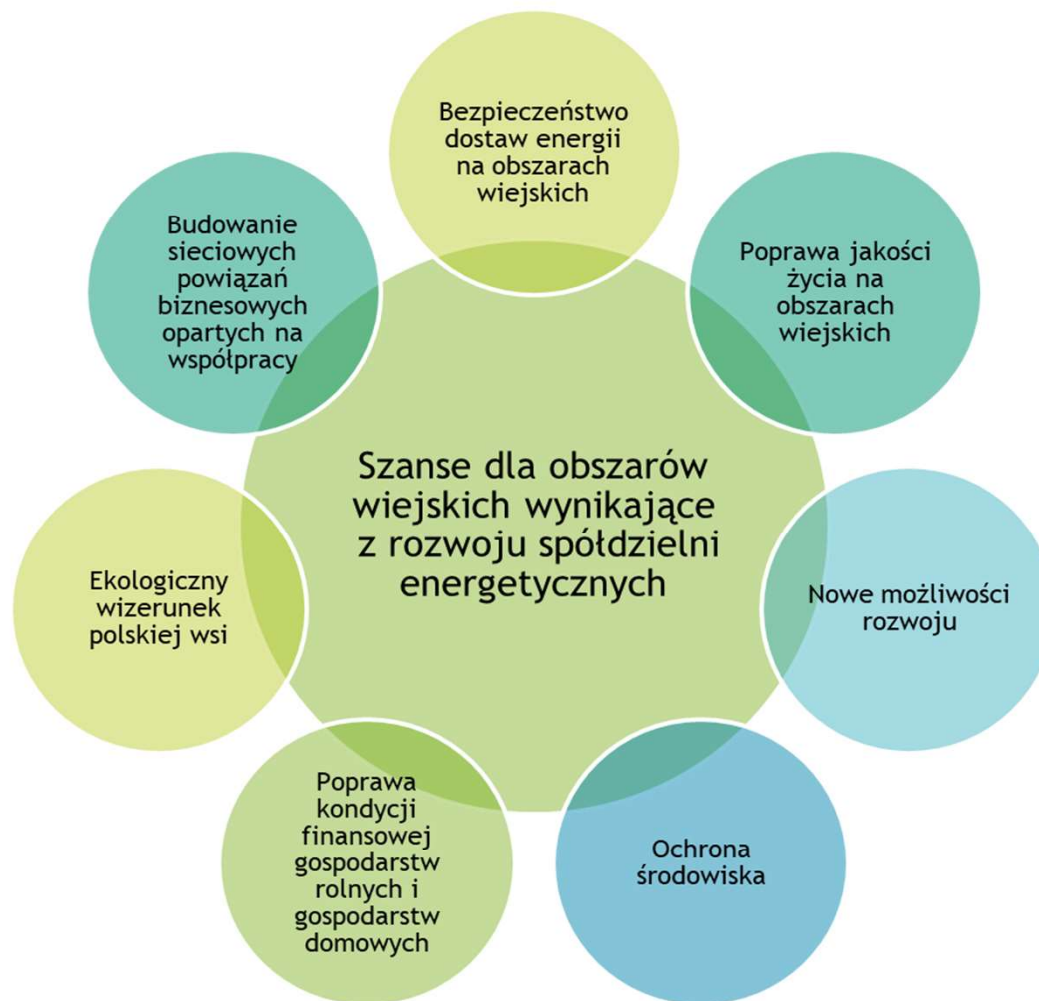 Bezpieczeństwo
dostaw energii
na obszarach
wiejskich
Poprawa jakości
życia na
obszarach
wiejskich
Nowe możliwości
rozwoju
Ochrona
środowiska
Poprawa
kondycji
finansowej
gospodarstw
rolnych i
gospodarstw
domowych
Ekologiczny
wizerunek
polskiej wsi
Budowanie
sieciowych
powiązań
biznesowych
opartych na
współpracy
Szanse dla obszarów
wiejskich wynikające
z rozwoju spółdzielni
energetycznych